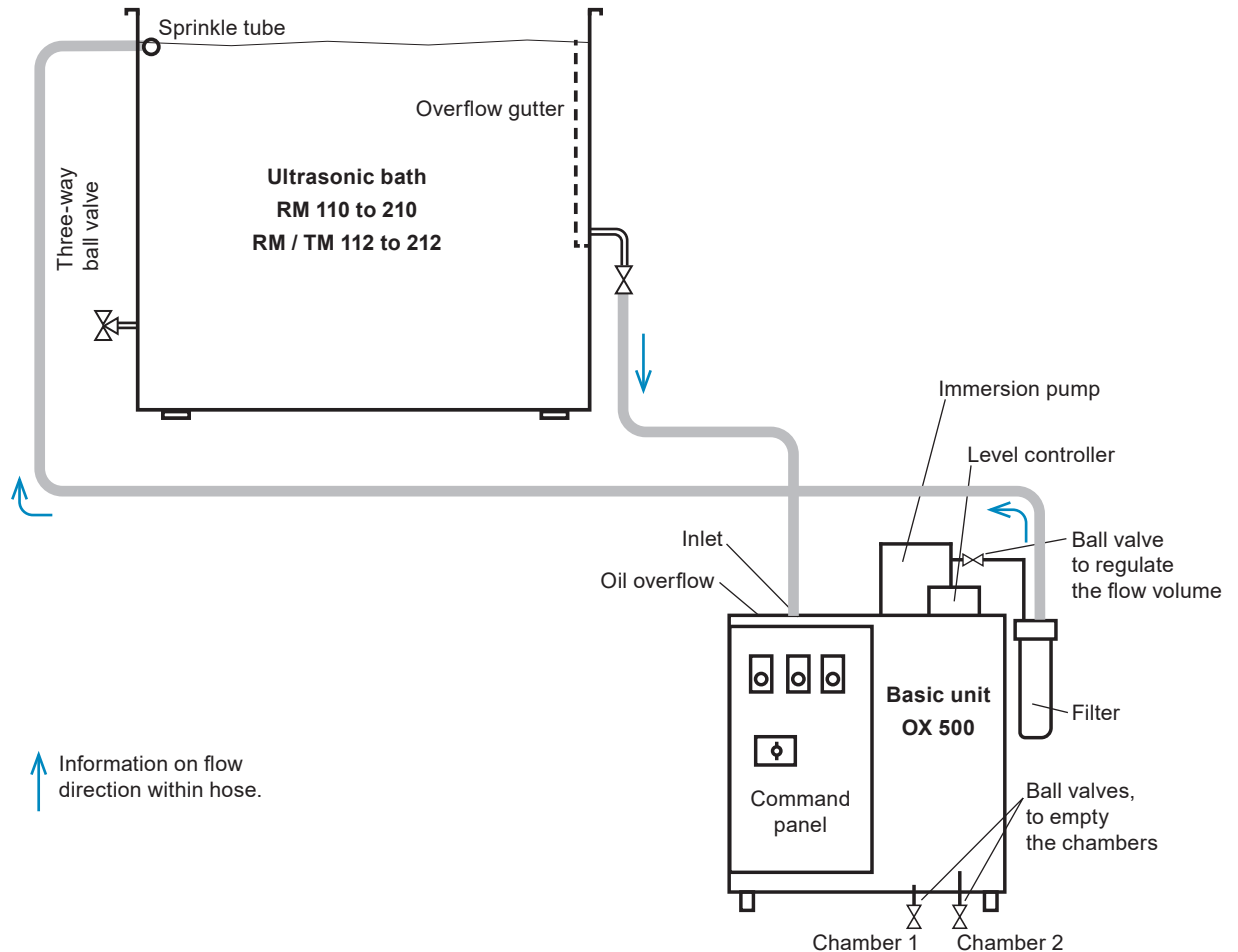 Sprinkle tube
Overflow gutter
Three-way
ball valve
Ultrasonic bath
RM 110 to 210
RM / TM 112 to 212
Immersion pump
Level controller
Inlet
Oil overflow
Ball valve
to regulate
the flow volume
Basic unit
OX 500
Filter
Information on flow
direction within hose.
Command
panel
Ball valves,
to empty
the chambers
Chamber 1
Chamber 2